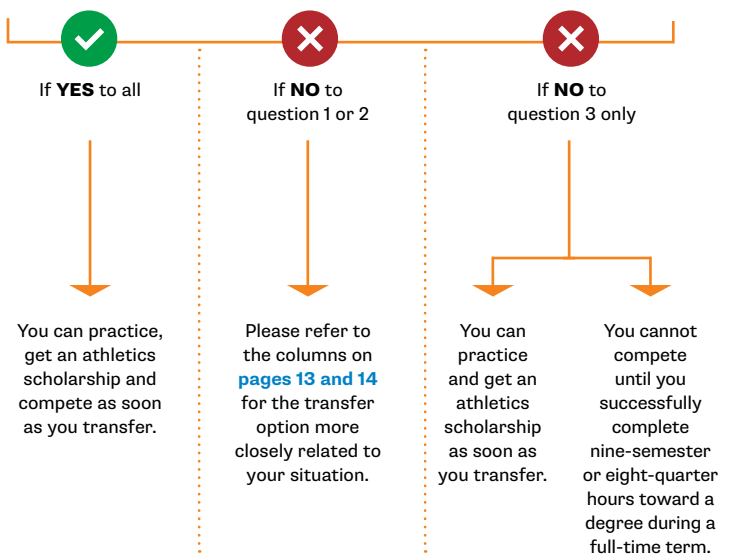 If YES to all
You can practice,
get an athletics
scholarship and
compete as soon
as you transfer.
If NO to
question 1 or 2
Please refer to
the columns on
pages 13 and 14
for the transfer
option more
closely related to
your situation.
If NO to
question 3 only
You can
practice
and get an
athletics
scholarship
as soon as
you transfer.
You cannot
compete
until you
successfully
complete
nine-semester
or eight-quarter
hours toward a
degree during a
full-time term.